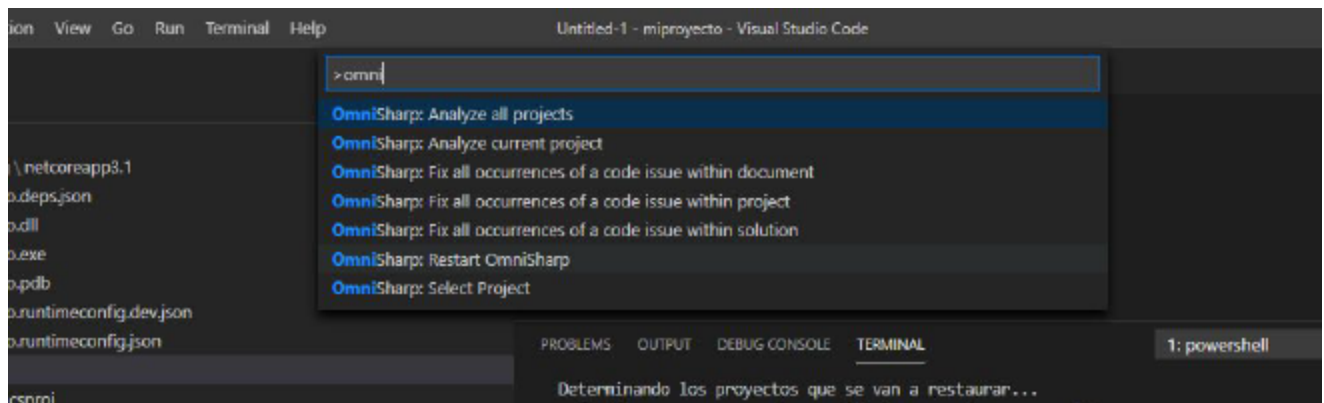 View Go Run Terminal Help
Untitled-1 - miproyecto - Visual Studio Code
>omni
OmniSharp: Analyze all projects
OmniSharp: Analyze current project
OmniSharp: Fix all occurrences of a code issue within document
OmniSharp: Fix all occurrences of a code issue within project
OmniSharp: Fix all occurrences of a code issue within solution
OmniSharp: Restart OmniSharp
OmniSharp: Select Project
\ netcoreapp3.1
o.deps.json
o.dll
o.exe
o.pdb
o.runtimeconfig.dev.json
o.runtimeconfig.json
csproj
PROBLEMS OUTPUT DEBUG CONSOLE TERMINAL
1: powershell
Determinando los proyectos que se van a restaurar...